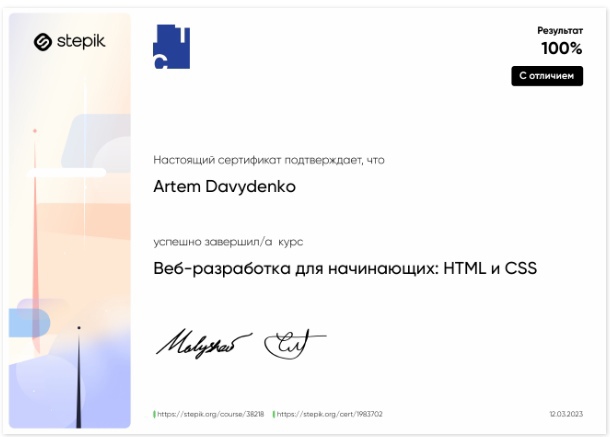 stepik
Результат
100%
С отличием
Настоящий сертификат подтверждает, что
Artem Davydenko
успешно завершил/а курс
Веб-разработка для начинающих: HTML и CSS
https://stepik.org/course/38218 https://stepik.org/cert/1983702
12.03.2023